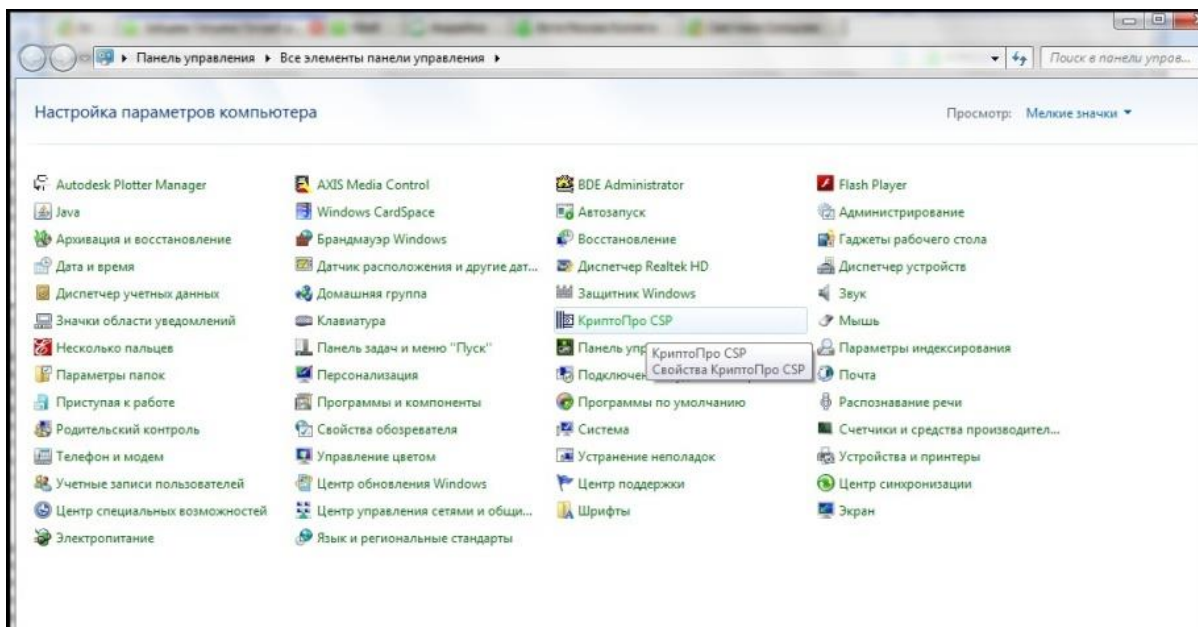 Панель управления ▸ Все элементы панели управления ▸
Поиск в панели управ...
Настройка параметров компьютера
Просмотр: Мелкие значки
Autodesk Plotter Manager AXIS Media Control BDE Administrator Flash Player
Java Windows CardSpace Автозапуск Администрирование
Архивация и восстановление Брандмауэр Windows Восстановление Гаджеты рабочего стола
Дата и время Датчик расположения и другие дат... Диспетчер Realtek HD Диспетчер устройств
Диспетчер учетных данных Домашняя группа Защитник Windows Звук
Значки области уведомлений Клавиатура КриптоПро CSP Мышь
Несколько пальцев Панель задач и меню "Пуск" Панель Параметры индексирования
КриптоПро CSP
Свойства КриптоПро CSP
Параметры папок Персонализация Почта
Приступая к работе Программы и компоненты Программы по умолчанию Распознавание речи
Родительский контроль Свойства обозревателя Система Счетчики и средства производител...
Телефон и модем Управление цветом Устранение неполадок Устройства и принтеры
Учетные записи пользователей Центр обновления Windows Центр поддержки Центр синхронизации
Центр специальных возможностей Центр управления сетями и общи... Шрифты Экран
Электропитание Язык и региональные стандарты